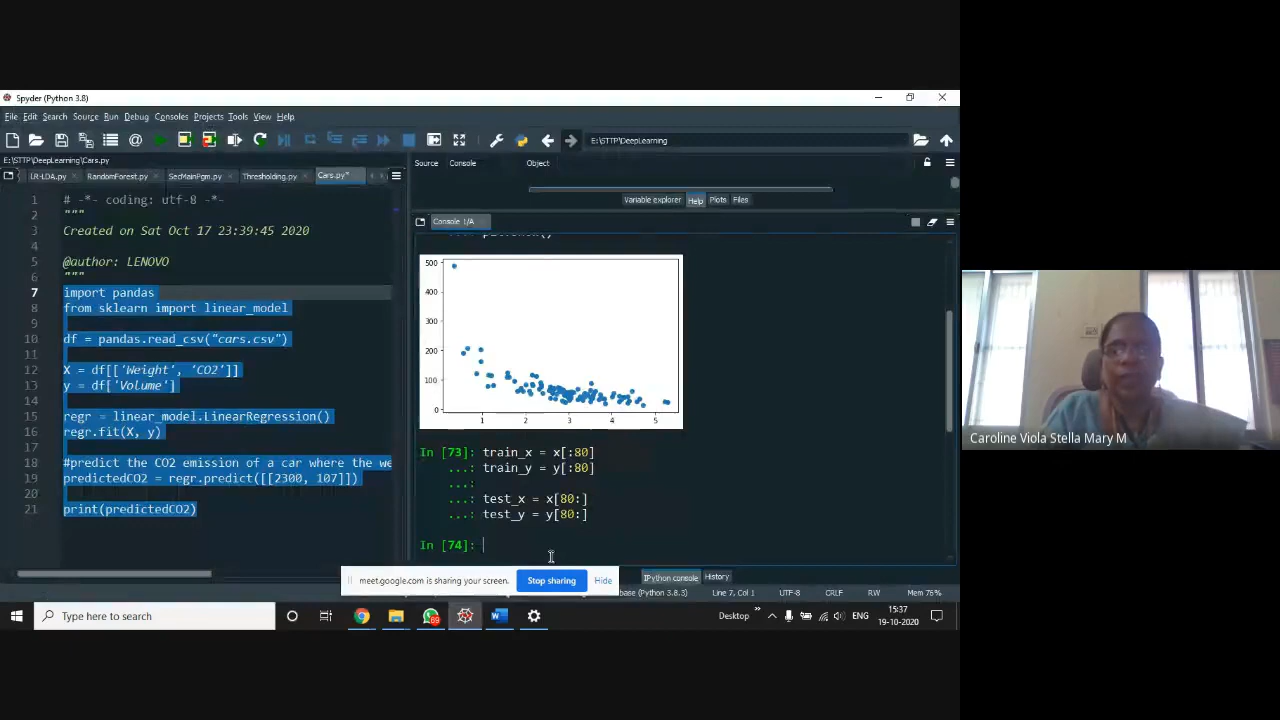 Spyder (Python 3.8)
File Edit Search Source Run Debug Consoles Projects Tools View Help
E:\STTP\DeepLearning
E:\STTP\DeepLearning\Cars.py
LR-LDA.py RandomForest.py SecMainPgm.py Thresholding.py Cars.py*
1 # -*- coding: utf-8 -*-
2 """
3 Created on Sat Oct 17 23:39:45 2020
4
5 @author: LENOVO
6 """
7 import pandas
8 from sklearn import linear_model
9
10 df = pandas.read_csv("cars.csv")
11
12 X = df[['Weight', 'CO2']]
13 y = df['Volume']
14
15 regr = linear_model.LinearRegression()
16 regr.fit(X, y)
17
18 #predict the CO2 emission of a car where the we
19 predictedCO2 = regr.predict([[2300, 107]])
20
21 print(predictedCO2)
Source Console Object
Variable explorer Help Plots Files
Console 1/A
500
400
300
200
100
0
1 2 3 4 5
In [73]: train_x = x[:80]
...: train_y = y[:80]
...:
...: test_x = x[80:]
...: test_y = y[80:]
In [74]:
meet.google.com is sharing your screen. Stop sharing Hide
IPython console History
base (Python 3.8.3) Line 7, Col 1 UTF-8 CRLF RW Mem 76%
Type here to search
Desktop ENG
15:37
19-10-2020
Caroline Viola Stella Mary M